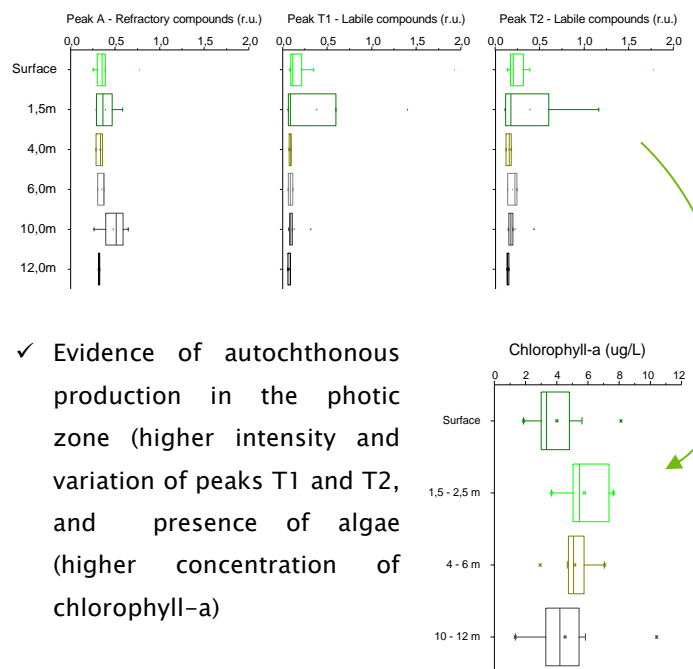 Peak A - Refractory compounds (r.u.) Peak T1 - Labile compounds (r.u.) Peak T2 - Labile compounds (r.u.)
0,0 0,5 1,0 1,5 2,0 0,0 0,5 1,0 1,5 2,0 0,0 0,5 1,0 1,5 2,0
Surface
1,5m
4,0m
6,0m
10,0m
12,0m
✓ Evidence of autochthonous
production in the photic
zone (higher intensity and
variation of peaks T1 and T2,
and presence of algae
(higher concentration of
chlorophyll-a)
Chlorophyll-a (ug/L)
0 2 4 6 8 10 12
Surface
1,5 - 2,5 m
4 - 6 m
10 - 12 m